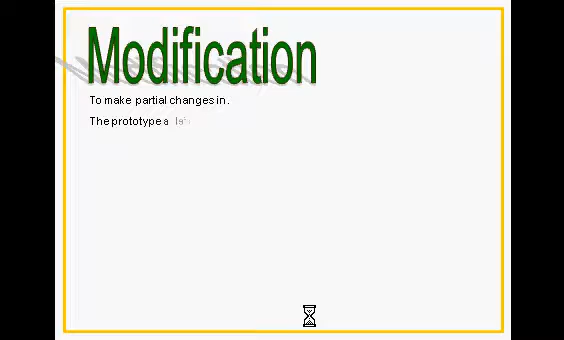 Modification
To make partial changes in.
The prototype a